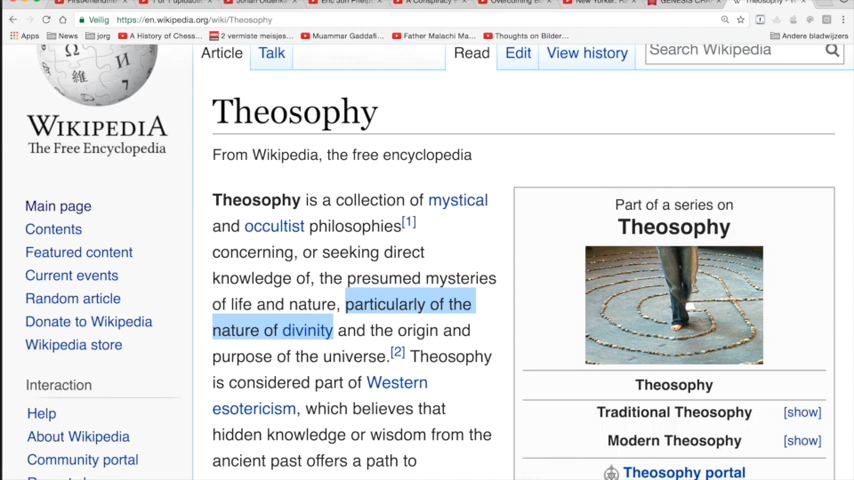 Veilig
https://en.wikipedia.org/wiki/Theosophy
Apps
News
jorg
A History of Chess...
2 vermiste meisjes...
Muammar Gaddafi...
Father Malachi Ma...
Thoughts on Bilder...
Andere bladwijzers
WIKIPEDIA
The Free Encyclopedia
Main page
Contents
Featured content
Current events
Random article
Donate to Wikipedia
Wikipedia store
Interaction
Help
About Wikipedia
Community portal
Article
Talk
Read
Edit
View history
Search Wikipedia
Theosophy
From Wikipedia, the free encyclopedia
Theosophy is a collection of mystical
and occultist philosophies[1]
concerning, or seeking direct
knowledge of, the presumed mysteries
of life and nature, particularly of the
nature of divinity and the origin and
purpose of the universe.[2] Theosophy
is considered part of Western
esotericism, which believes that
hidden knowledge or wisdom from the
ancient past offers a path to
Part of a series on
Theosophy
Theosophy
Traditional Theosophy [show]
Modern Theosophy [show]
Theosophy portal